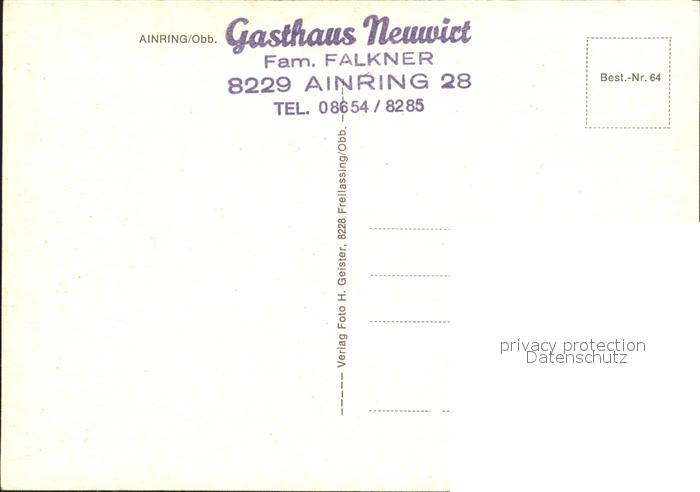 AINRING/Obb.
Gasthaus Neuwirt
Fam. FALKNER
8229 AINRING 28
TEL. 08654/8285
Best.-Nr. 64
Verlag Foto H. Geister, 8228 Freilassing/Obb.
privacy protection
Datenschutz